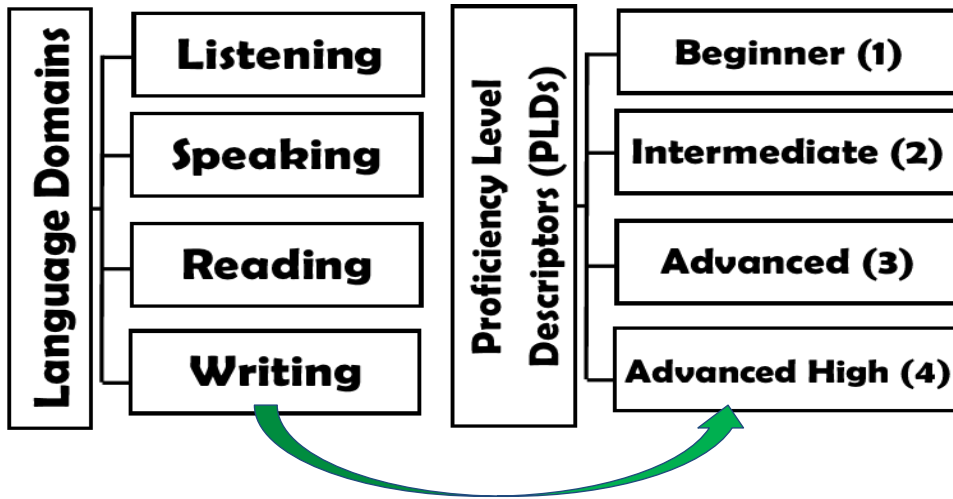 Language Domains
Listening
Speaking
Reading
Writing
Proficiency Level
Descriptors (PLDs)
Beginner (1)
Intermediate (2)
Advanced (3)
Advanced High (4)